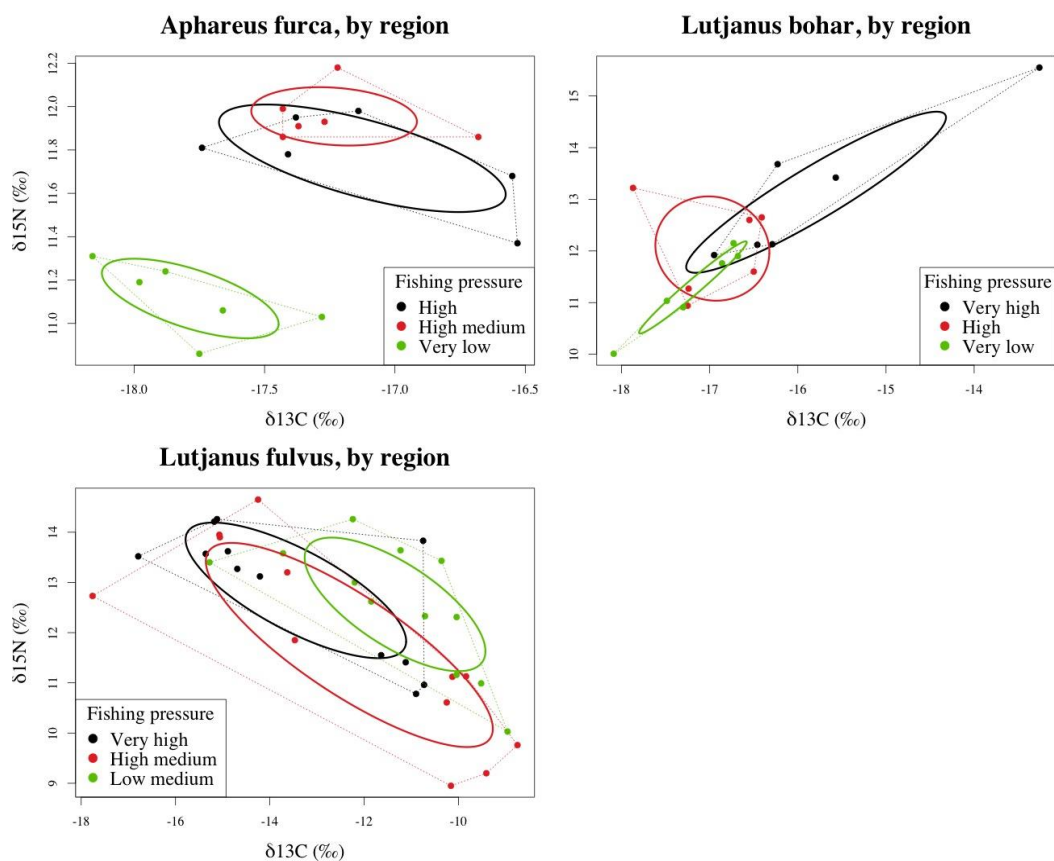 Aphareus furca, by region
δ15N (‰)
12.2
12.0
11.8
11.6
11.4
11.2
11.0
Fishing pressure
High
High medium
Very low
-18.0 -17.5 -17.0 -16.5
δ13C (‰)
Lutjanus bohar, by region
δ15N (‰)
15
14
13
12
11
10
Fishing pressure
Very high
High
Very low
-18 -17 -16 -15 -14
δ13C (‰)
Lutjanus fulvus, by region
δ15N (‰)
14
13
12
11
10
9
Fishing pressure
Very high
High medium
Low medium
-18 -16 -14 -12 -10
δ13C (‰)